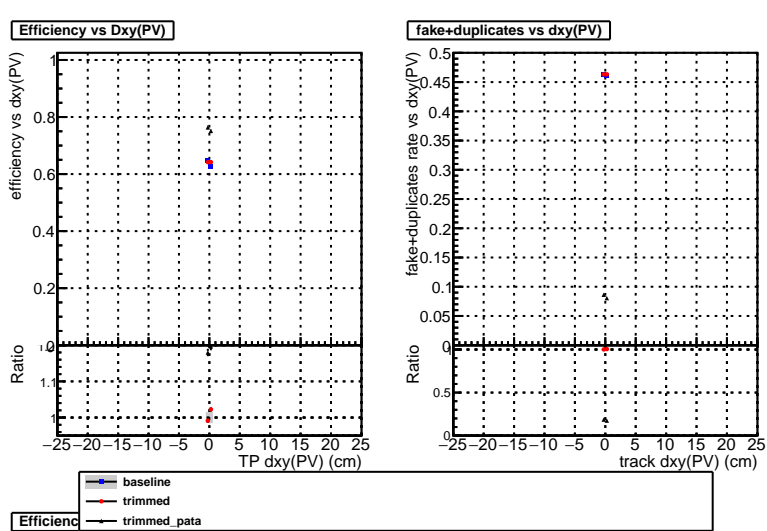 Efficiency vs Dxy(PV)
efficiency vs dxy(PV)
1
0.8
0.6
0.4
0.2
0
Ratio
1.1
1
−25 −20 −15 −10 −5 0 5 10 15 20 25
TP dxy(PV) (cm)
fake+duplicates vs dxy(PV)
fake+duplicates rate vs dxy(PV)
0.5
0.45
0.4
0.35
0.3
0.25
0.2
0.15
0.1
0.05
0
Ratio
1
0.5
0
−25 −20 −15 −10 −5 0 5 10 15 20 25
track dxy(PV) (cm)
baseline
trimmed
trimmed_pata
Efficienc